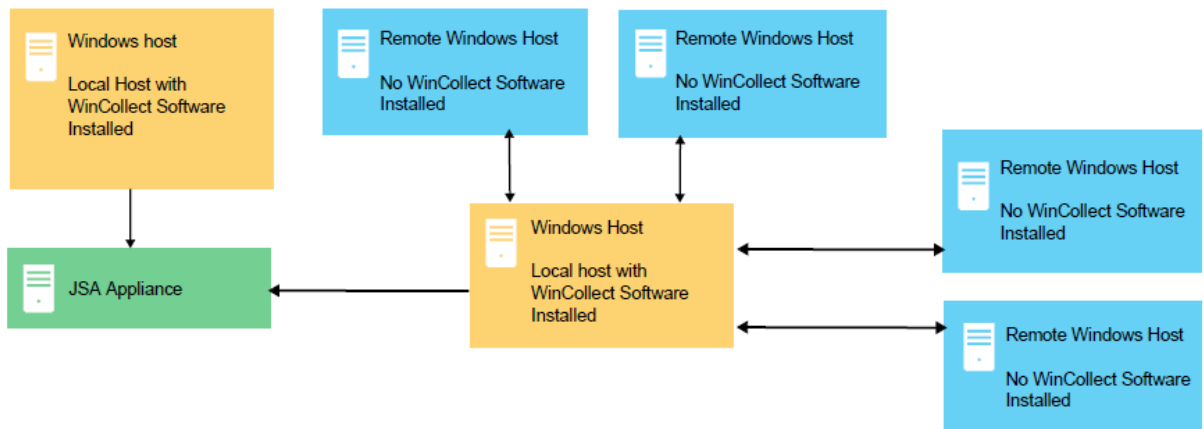 Windows host
Local Host with
WinCollect Software
Installed
Remote Windows Host
No WinCollect Software
Installed
Remote Windows Host
No WinCollect Software
Installed
Remote Windows Host
No WinCollect Software
Installed
Windows Host
Local host with
WinCollect Software
Installed
JSA Appliance
Remote Windows Host
No WinCollect Software
Installed